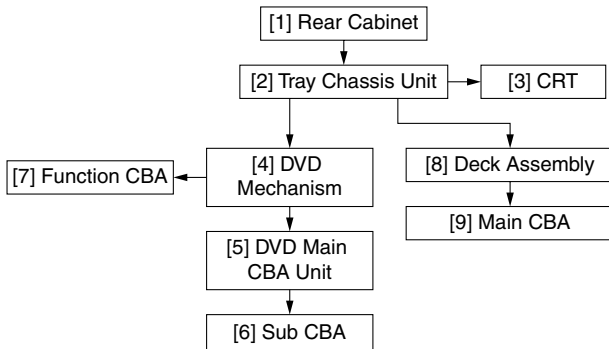 [1] Rear Cabinet
[2] Tray Chassis Unit
[3] CRT
[7] Function CBA
[4] DVD
Mechanism
[8] Deck Assembly
[9] Main CBA
[5] DVD Main
CBA Unit
[6] Sub CBA